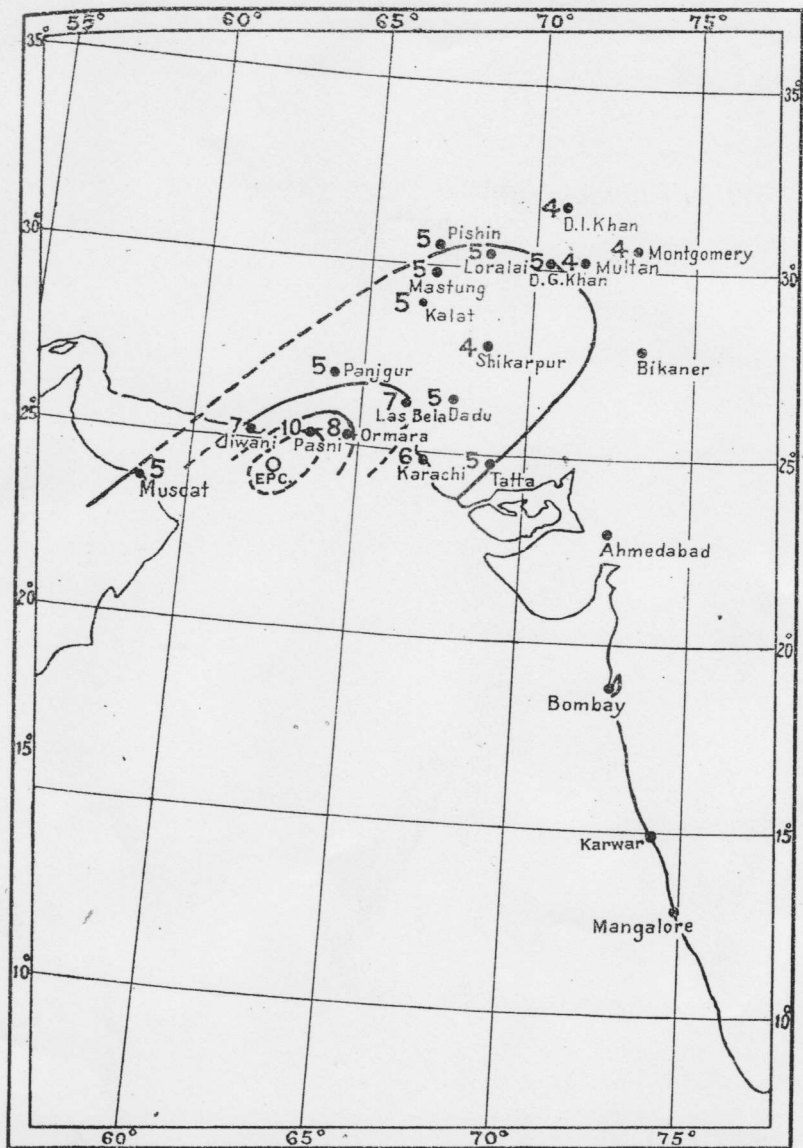 55° 60° 65° 70° 75°
35°
35°
4 D.I.Khan
30°
5 Pishin
4 Montgomery
5 Loralai
5 D.G.Khan
4 Multan
30°
5 Mastung
5 Kalat
4 Shikarpur
Bikaner
5 Panjgur
25°
7 Jiwani
10 Pasni
8 Ormara
7 Las Bela
5 Dadu
25°
5 Muscat
EPC.
6 Karachi
5 Tatta
Ahmedabad
20°
20°
Bombay
15°
15°
Karwar
Mangalore
10°
10°
60° 65° 70° 75°